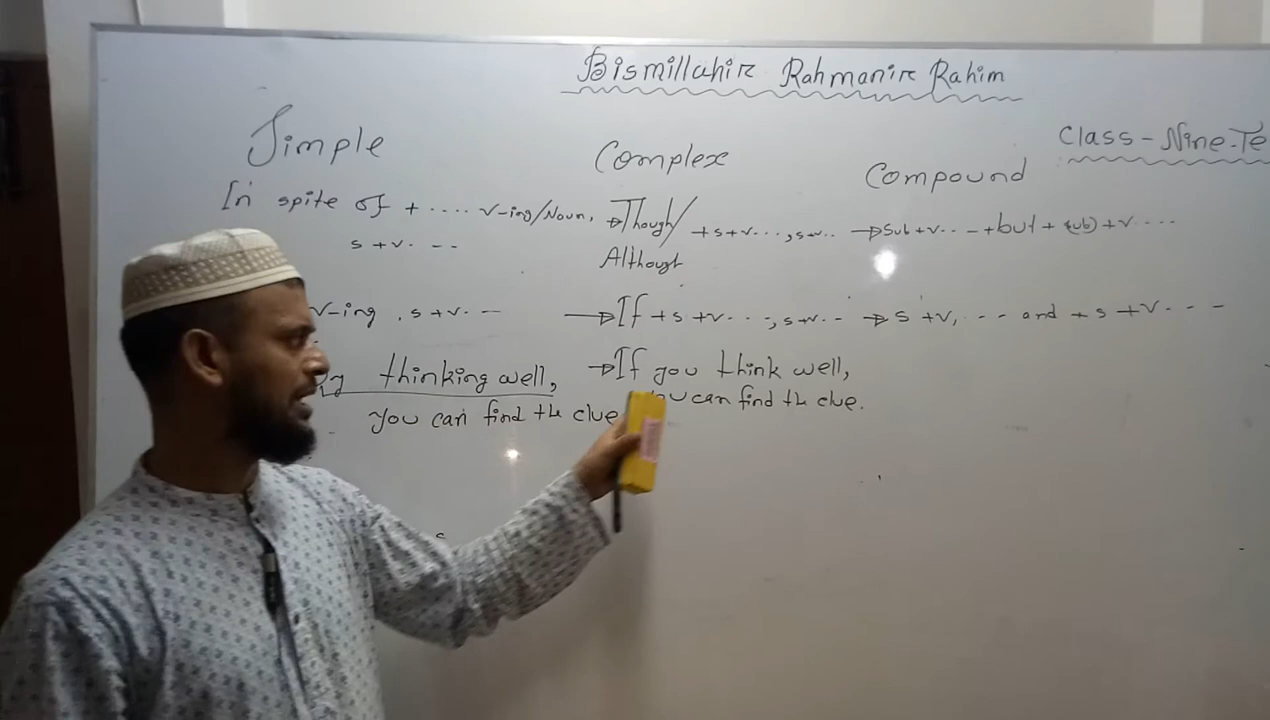 Bismillahir Rahmanir Rahim
Class - Nine-Te
Simple
Complex
Compound
In spite of + .... v-ing/Noun,
s + v. - --
Though/
Although
+s+v...., s+v..
Sub+v.. - +but + sub) + v ....
v-ing , s+v. --
If +s +v...., s+v.. -
s +v, --- and + s +v - - -
thinking well,
You can find the clue
If you think well,
can find the clue.